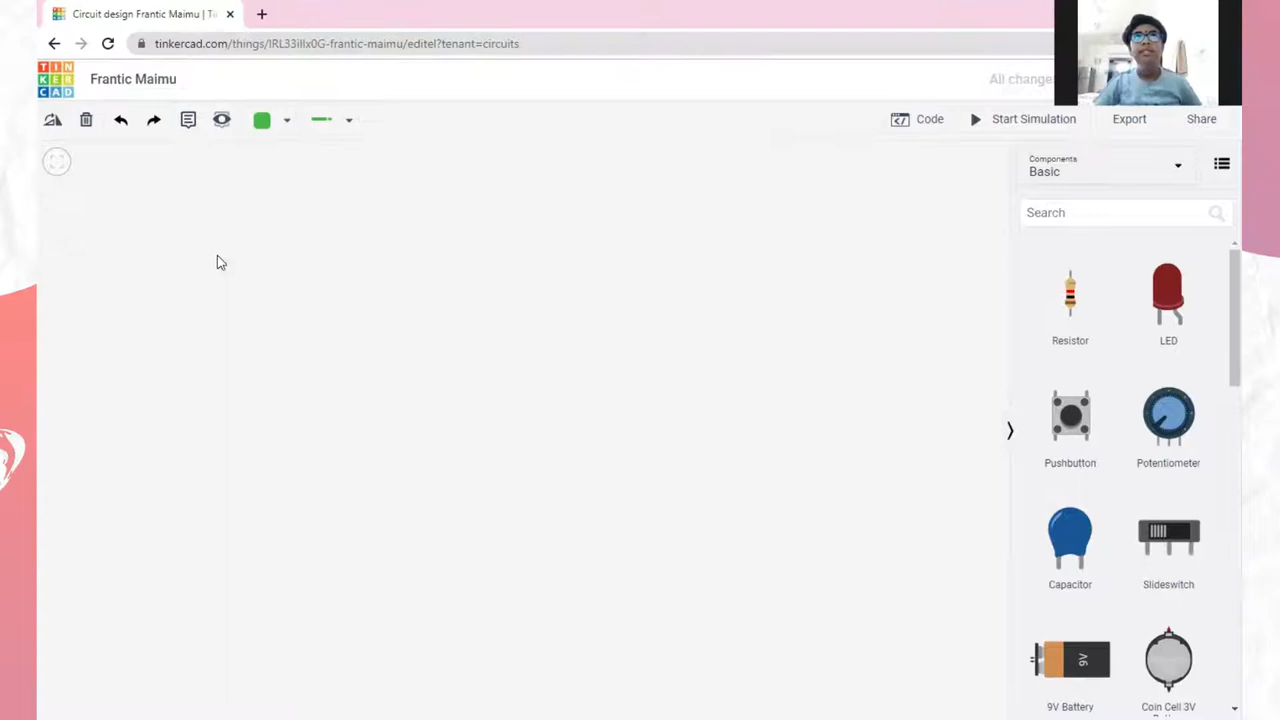 Circuit design Frantic Maimu | Ti
tinkercad.com/things/lRL33illx0G-frantic-maimu/editel?tenant=circuits
TIN
KER
CAD
Frantic Maimu
All change
Code
Start Simulation
Export
Share
Components
Basic
Search
Resistor
LED
Pushbutton
Potentiometer
Capacitor
Slideswitch
9V
9V Battery
Coin Cell 3V